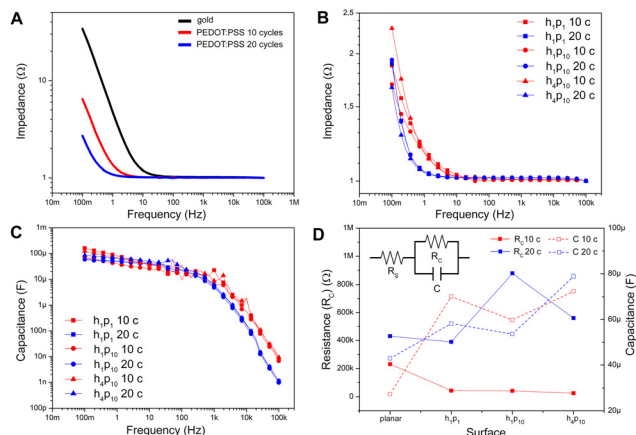 A
gold
PEDOT:PSS 10 cycles
PEDOT:PSS 20 cycles
Impedance (Ω)
10
1
100m 1 10 100 1k 10k 100k 1M
Frequency (Hz)
B
h1p1 10 c
h1p1 20 c
h1p10 10 c
h1p10 20 c
h4p10 10 c
h4p10 20 c
Impedance (Ω)
2,5
2
1,5
1
100m 1 10 100 1k 10k 100k
Frequency (Hz)
C
Capacitance (F)
1m
100µ
10µ
1µ
100n
10n
1n
100p
h1p1 10 c
h1p1 20 c
h1p10 10 c
h1p10 20 c
h4p10 10 c
h4p10 20 c
100m 1 10 100 1k 10k 100k
Frequency (Hz)
D
RC 10 c
C 10 c
RC 20 c
C 20 c
RS
RC
C
Resistance (RC) (Ω)
1M
1M
800k
600k
400k
200k
0
Capacitance (F)
100µ
80µ
60µ
40µ
20µ
planar
h1p1
h1p10
h4p10
Surface